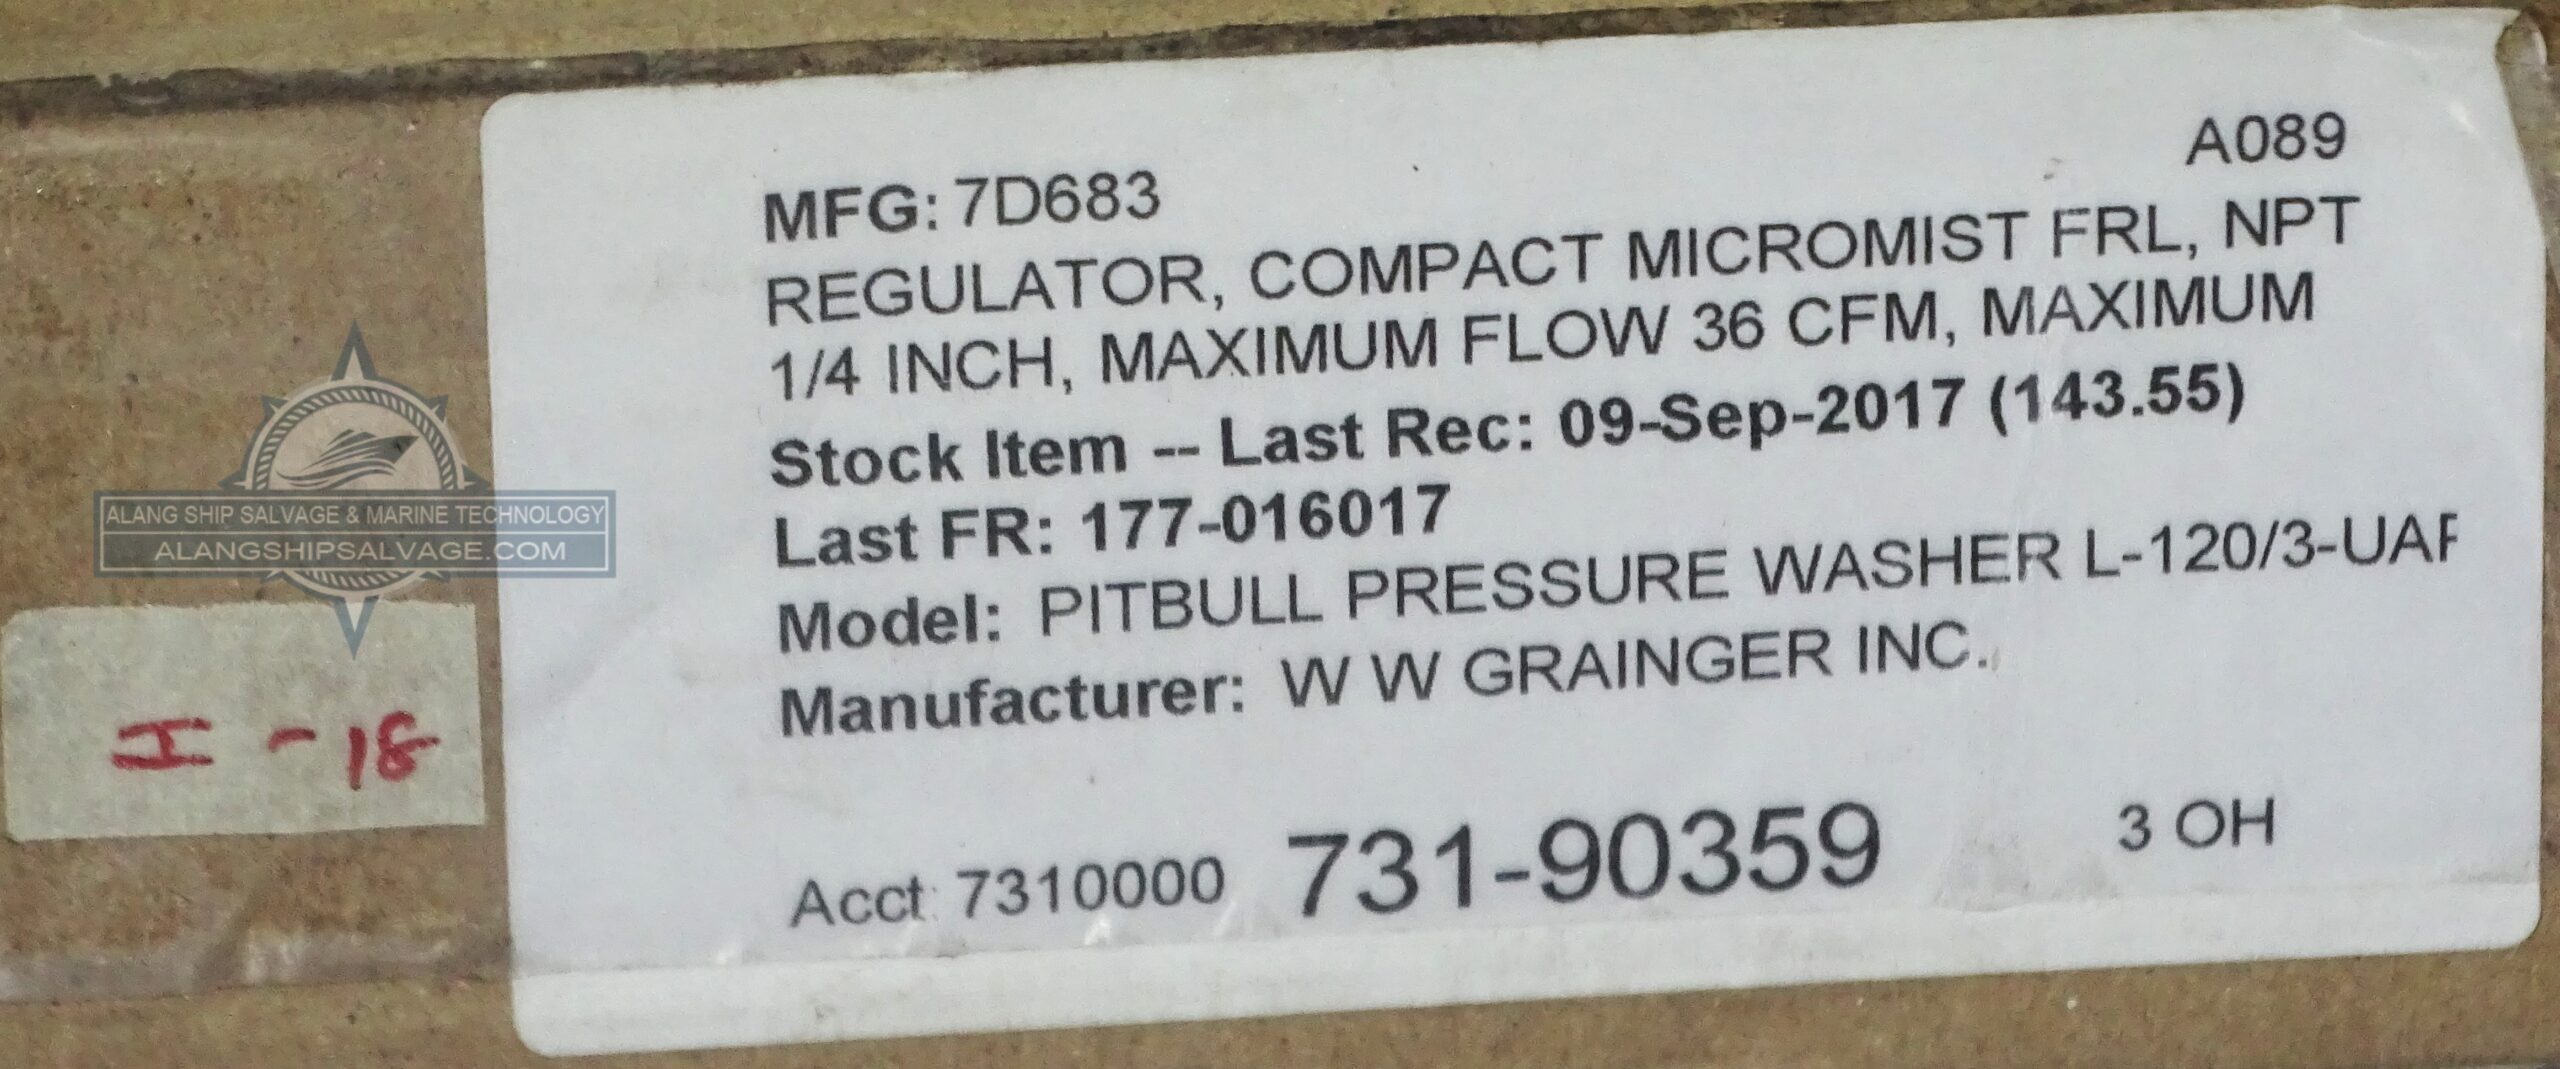 A089
MFG: 7D683
REGULATOR, COMPACT MICROMIST FRL, NPT
1/4 INCH, MAXIMUM FLOW 36 CFM, MAXIMUM
Stock Item -- Last Rec: 09-Sep-2017 (143.55)
Last FR: 177-016017
Model: PITBULL PRESSURE WASHER L-120/3-UAF
Manufacturer: W W GRAINGER INC.
Acct: 7310000 731-90359 3 OH
ALANG SHIP SALVAGE & MARINE TECHNOLOGY
ALANGSHIPSALVAGE.COM
I - 18